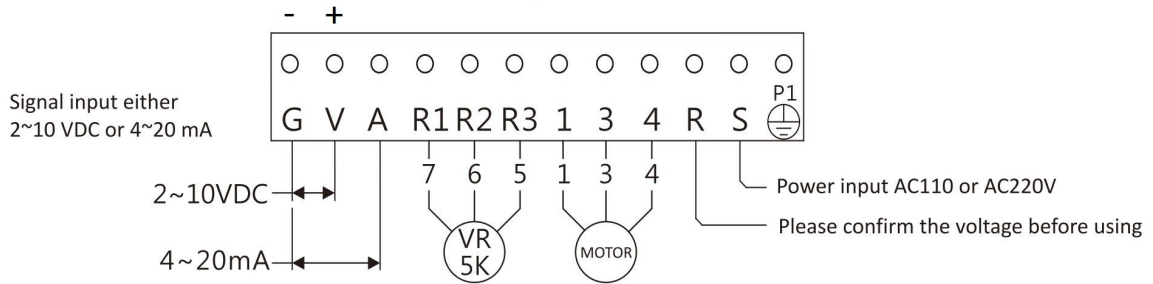 - +
P1
Signal input either
2~10 VDC or 4~20 mA
G V A R1 R2 R3 1 3 4 R S
7 6 5 1 3 4
2~10VDC
Power input AC110 or AC220V
Please confirm the voltage before using
VR
5K
MOTOR
4~20mA